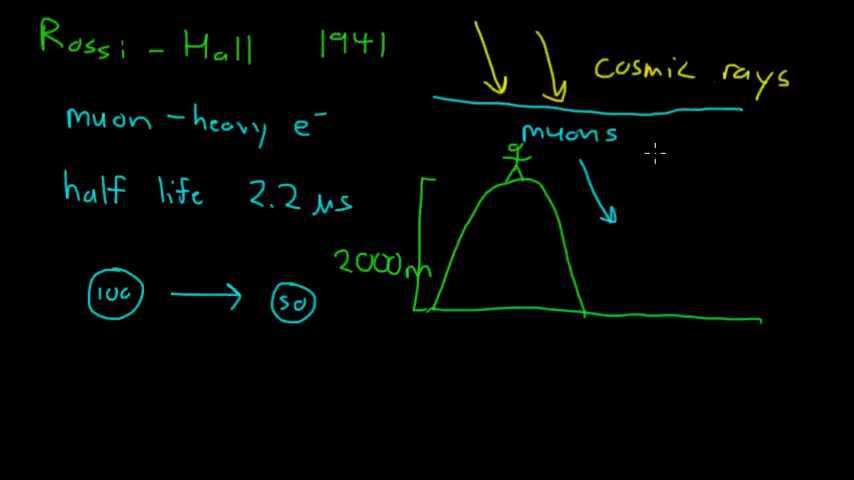 Rossi - Hall 1941
cosmic rays
muon - heavy e⁻
muons
half life 2.2 μs
2000m
100 → 50